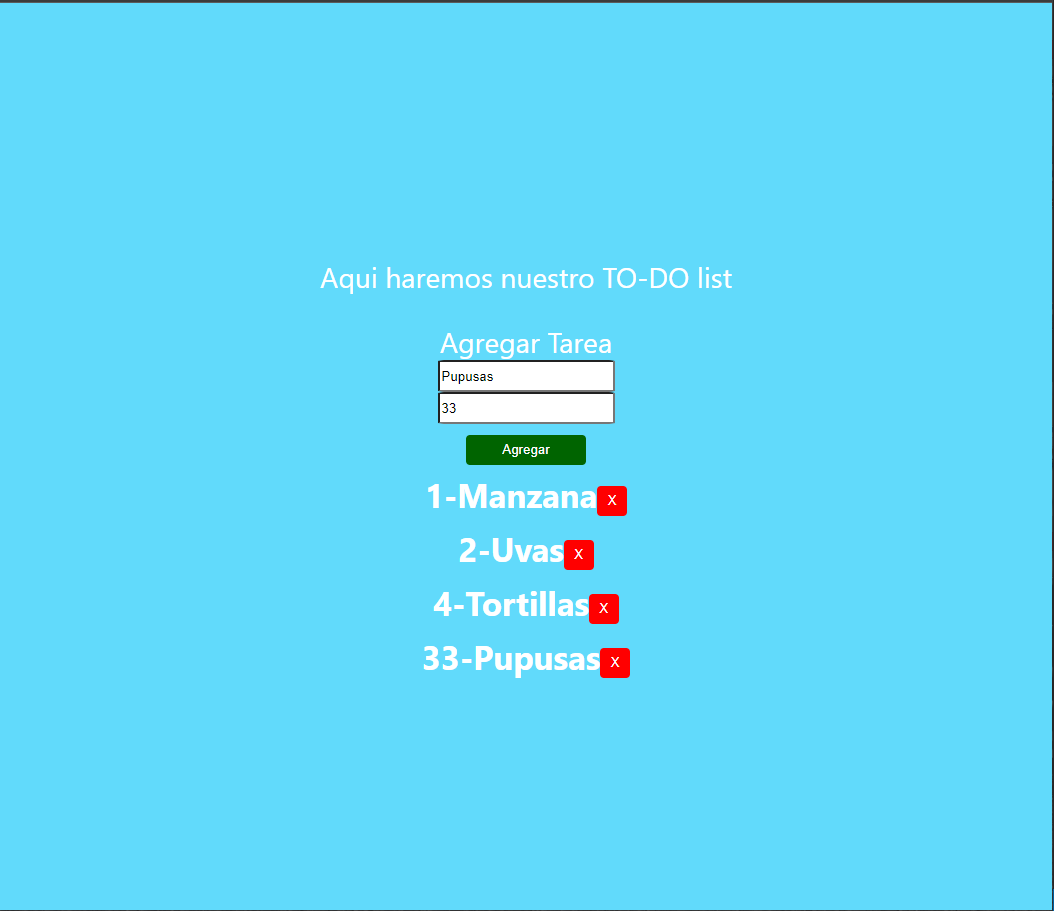 Aqui haremos nuestro TO-DO list
Agregar Tarea
Pupusas
33
Agregar
1-Manzana X
2-Uvas X
4-Tortillas X
33-Pupusas X